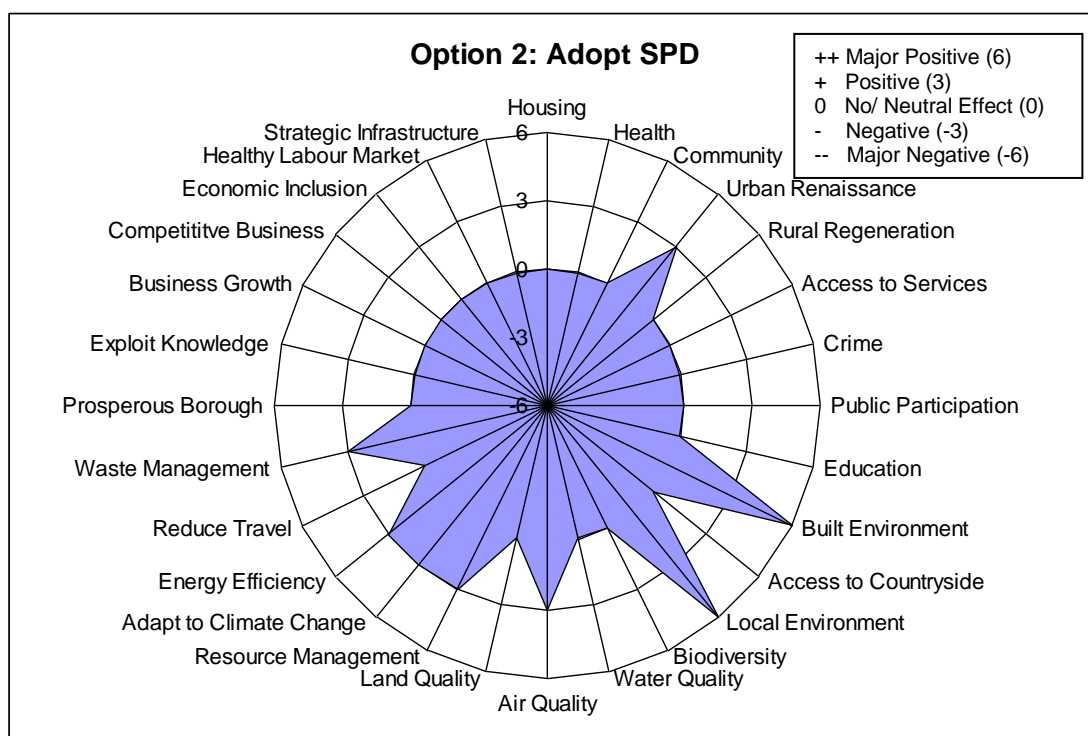 Option 2: Adopt SPD
++ Major Positive (6)
+ Positive (3)
0 No/ Neutral Effect (0)
- Negative (-3)
-- Major Negative (-6)
Housing
Health
Community
Urban Renaissance
Rural Regeneration
Access to Services
Crime
Public Participation
Education
Built Environment
Access to Countryside
Local Environment
Biodiversity
Water Quality
Air Quality
Land Quality
Resource Management
Adapt to Climate Change
Energy Efficiency
Reduce Travel
Waste Management
Prosperous Borough
Exploit Knowledge
Business Growth
Competititve Business
Economic Inclusion
Healthy Labour Market
Strategic Infrastructure
6
3
0
-3
-6